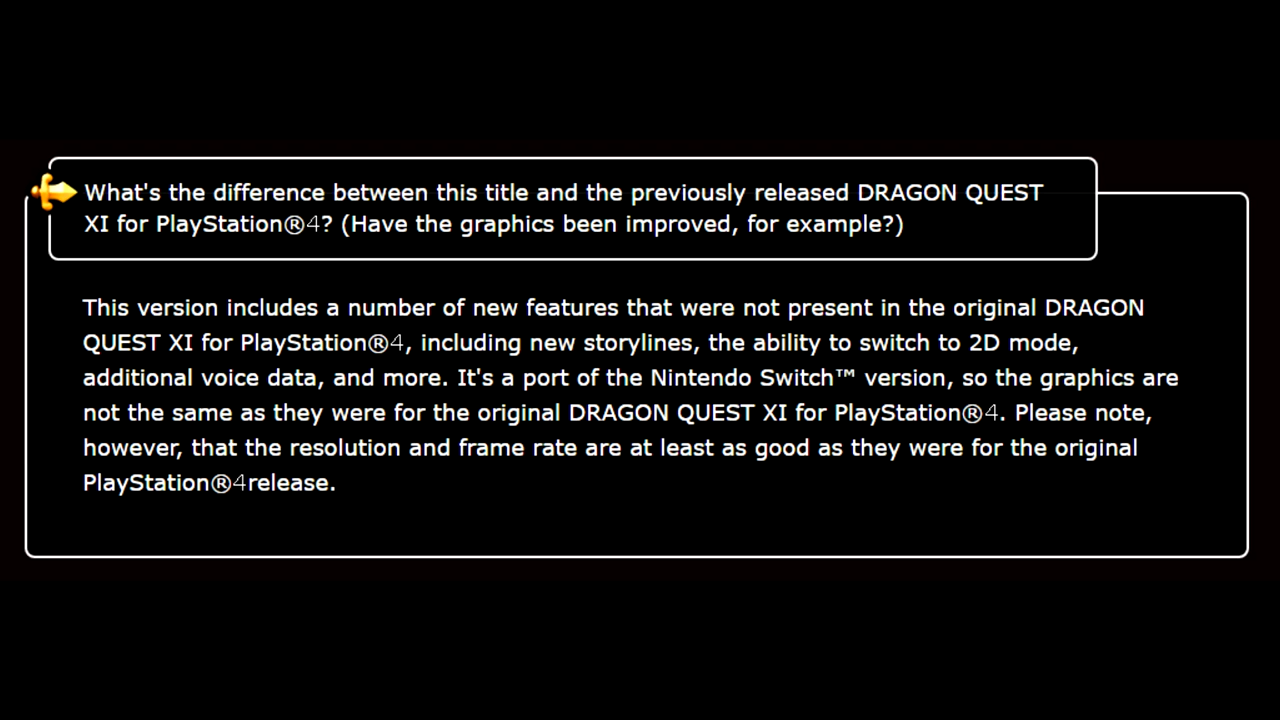 What's the difference between this title and the previously released DRAGON QUEST
XI for PlayStation®4? (Have the graphics been improved, for example?)
This version includes a number of new features that were not present in the original DRAGON
QUEST XI for PlayStation®4, including new storylines, the ability to switch to 2D mode,
additional voice data, and more. It's a port of the Nintendo Switch™ version, so the graphics are
not the same as they were for the original DRAGON QUEST XI for PlayStation®4. Please note,
however, that the resolution and frame rate are at least as good as they were for the original
PlayStation®4release.